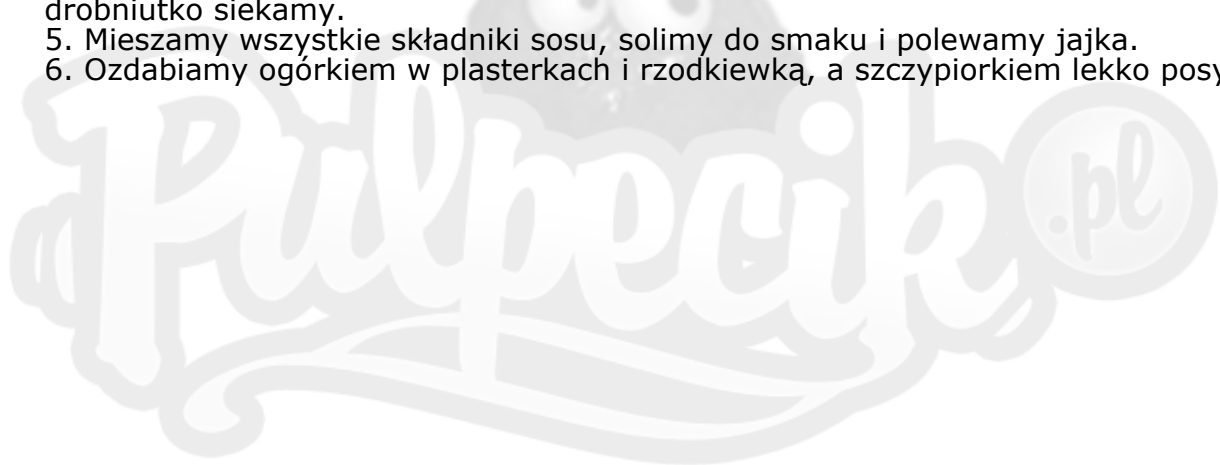 drobniutko siekamy.
5. Mieszamy wszystkie składniki sosu, solimy do smaku i polewamy jajka.
6. Ozdabiamy ogórkiem w plasterkach i rzodkiewką, a szczypiorkiem lekko
Pulpecik .pl